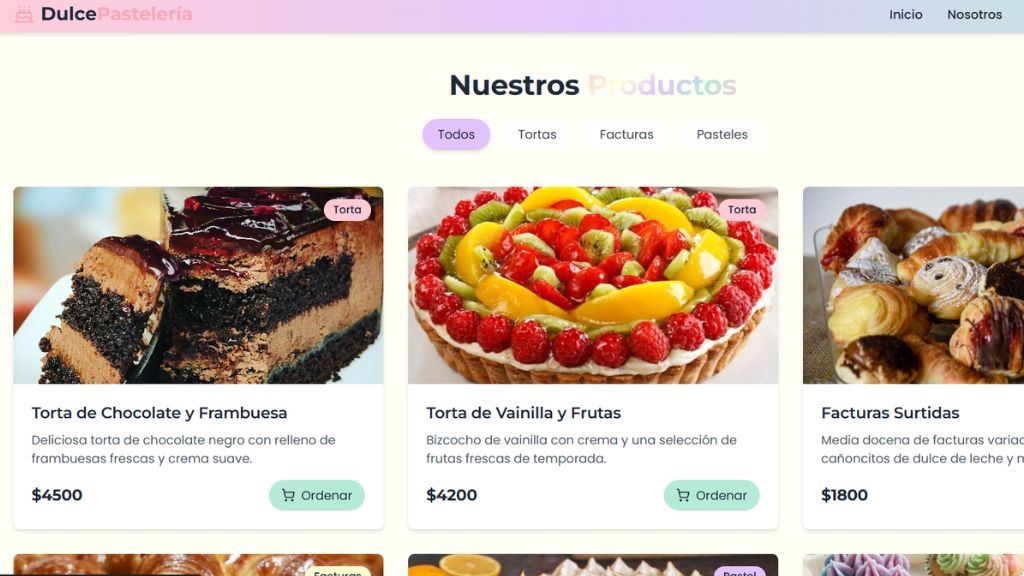 DulcePastelería
Inicio Nosotros
Nuestros Productos
Todos Tortas Facturas Pasteles
Torta
Torta
Torta de Chocolate y Frambuesa
Deliciosa torta de chocolate negro con relleno de
frambuesas frescas y crema suave.
$4500 Ordenar
Torta de Vainilla y Frutas
Bizcocho de vainilla con crema y una selección de
frutas frescas de temporada.
$4200 Ordenar
Facturas Surtidas
Media docena de facturas
cañoncitos de dulce de leche y
$1800
Facturas
Pastel